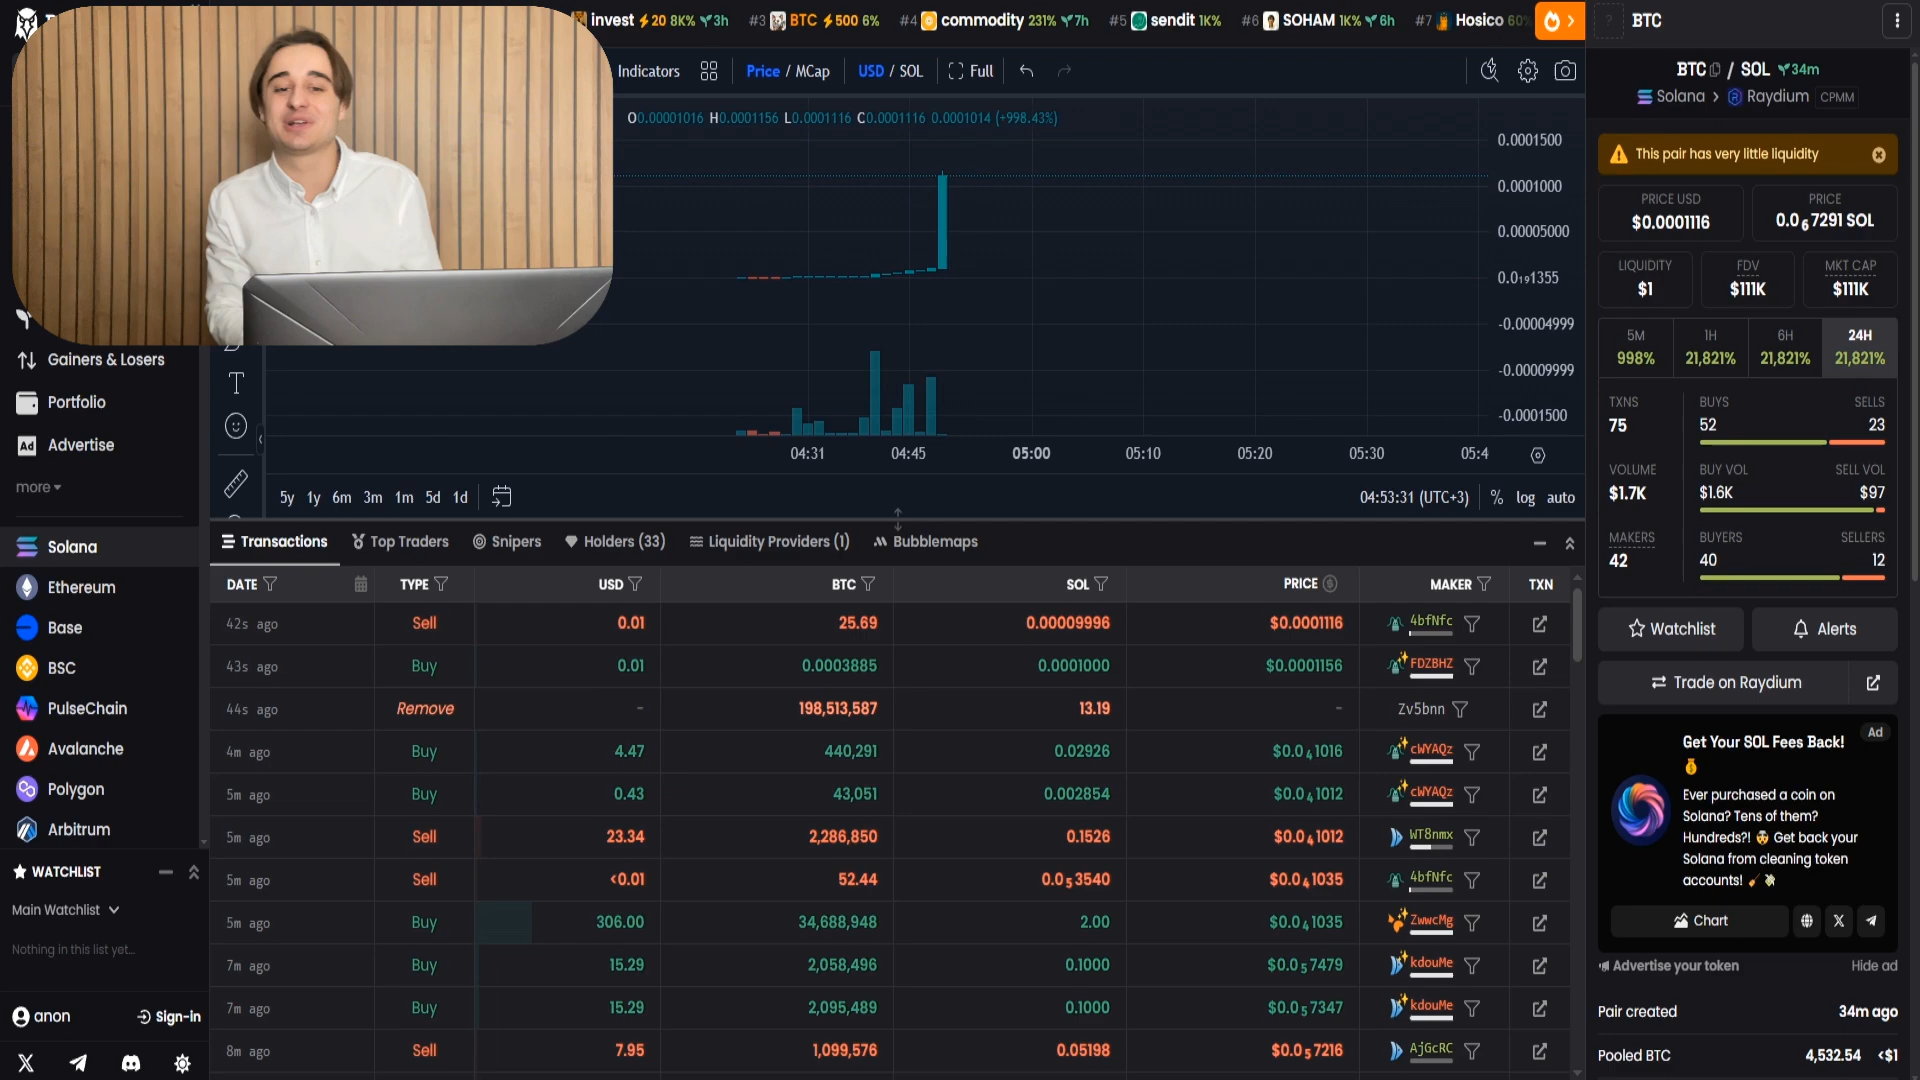 invest ⚡20 8K% 3h #3 BTC ⚡500 6% #4 commodity 231% 7h #5 sendit 1K% #6 SOHAM 1K% 6h #7 Hosico 60%
Indicators Price / MCap USD / SOL Full
O0.00001016 H0.0001156 L0.0001116 C0.0001116 0.0001014 (+998.43%)
0.0001500
0.0001000
0.00005000
0.0₁₉1355
-0.00004999
-0.00009999
-0.0001500
04:31 04:45 05:00 05:10 05:20 05:30 05:4
5y 1y 6m 3m 1m 5d 1d 04:53:31 (UTC+3) % log auto
Gainers & Losers
Portfolio
Ad Advertise
more
Solana
Ethereum
Base
BSC
PulseChain
Avalanche
Polygon
Arbitrum
WATCHLIST
Main Watchlist
Nothing in this list yet...
anon Sign-in
Transactions Top Traders Snipers Holders (33) Liquidity Providers (1) Bubblemaps
DATE TYPE USD BTC SOL PRICE MAKER TXN
42s ago Sell 0.01 25.69 0.00009996 $0.0001116 4bfNfc
43s ago Buy 0.01 0.0003885 0.0001000 $0.0001156 FDZBHZ
44s ago Remove - 198,513,587 13.19 - Zv5bnn
4m ago Buy 4.47 440,291 0.02926 $0.0₄1016 cWYAQz
5m ago Buy 0.43 43,051 0.002854 $0.0₄1012 cWYAQz
5m ago Sell 23.34 2,286,850 0.1526 $0.0₄1012 WT8nmx
5m ago Sell <0.01 52.44 0.0₅3540 $0.0₄1035 4bfNfc
5m ago Buy 306.00 34,688,948 2.00 $0.0₄1035 ZwwcMg
7m ago Buy 15.29 2,058,496 0.1000 $0.0₅7479 kdouMe
7m ago Buy 15.29 2,095,489 0.1000 $0.0₅7347 kdouMe
8m ago Sell 7.95 1,099,576 0.05198 $0.0₅7216 AjGcRC
BTC
BTC / SOL 34m
Solana > Raydium CPMM
This pair has very little liquidity
PRICE USD PRICE
$0.0001116 0.0₆7291 SOL
LIQUIDITY FDV MKT CAP
$1 $111K $111K
5M 1H 6H 24H
998% 21,821% 21,821% 21,821%
TXNS BUYS SELLS
75 52 23
VOLUME BUY VOL SELL VOL
$1.7K $1.6K $97
MAKERS BUYERS SELLERS
42 40 12
Watchlist Alerts
Trade on Raydium
Ad
Get Your SOL Fees Back!
Ever purchased a coin on
Solana? Tens of them?
Hundreds?! 🤯 Get back your
Solana from cleaning token
accounts!
Chart
Advertise your token Hide ad
Pair created 34m ago
Pooled BTC 4,532.54 <$1